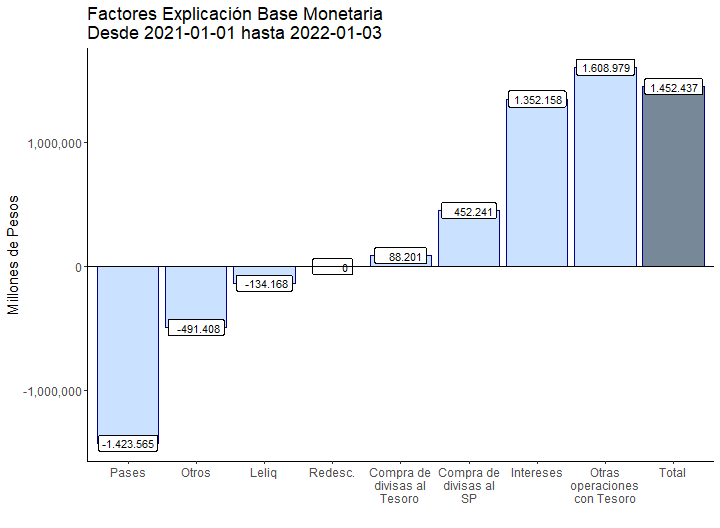 Factores Explicación Base Monetaria
Desde 2021-01-01 hasta 2022-01-03
Millones de Pesos
1,000,000
0
-1,000,000
-1.423.565
-491.408
-134.168
0
88.201
452.241
1.352.158
1.608.979
1.452.437
Pases
Otros
Leliq
Redesc.
Compra de
divisas al
Tesoro
Compra de
divisas al
SP
Intereses
Otras
operaciones
con Tesoro
Total